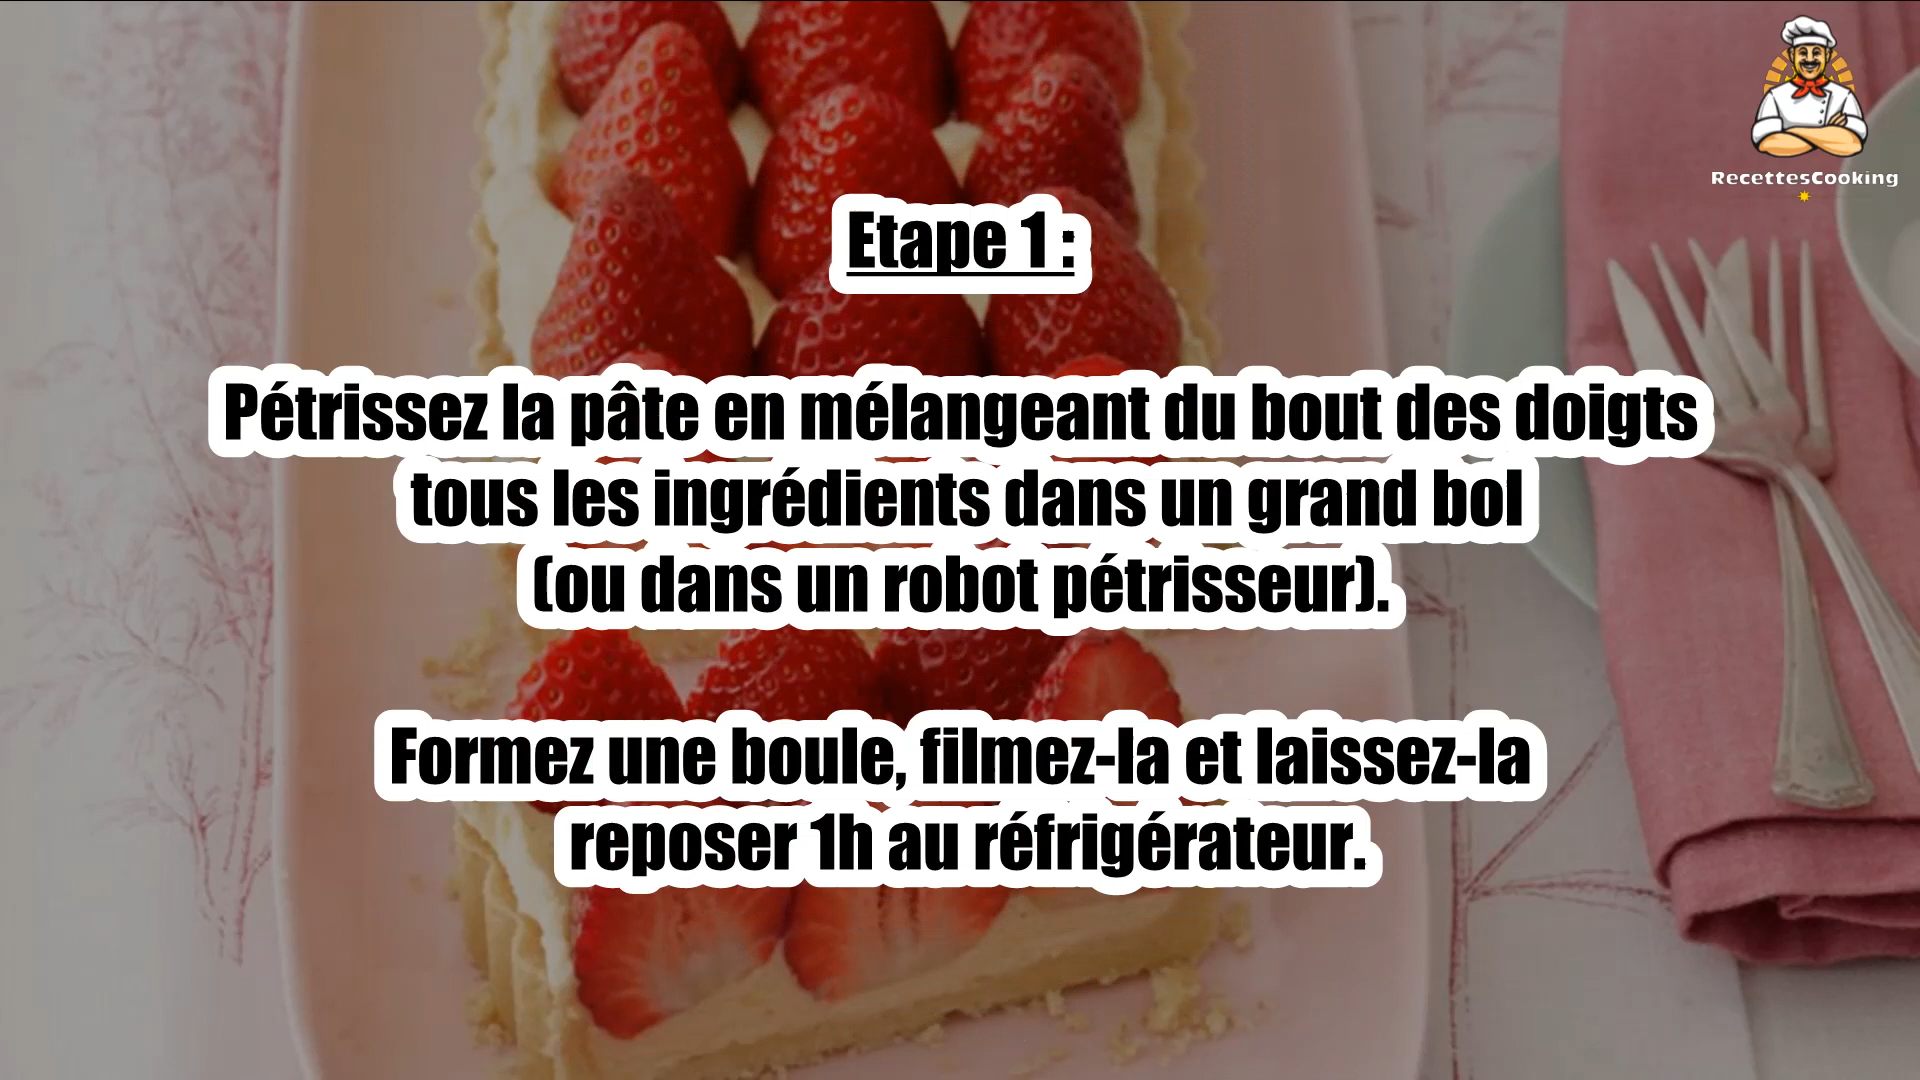 RecettesCooking
Etape 1 :
Pétrissez la pâte en mélangeant du bout des doigts
tous les ingrédients dans un grand bol
(ou dans un robot pétrisseur).
Formez une boule, filmez-la et laissez-la
reposer 1h au réfrigérateur.